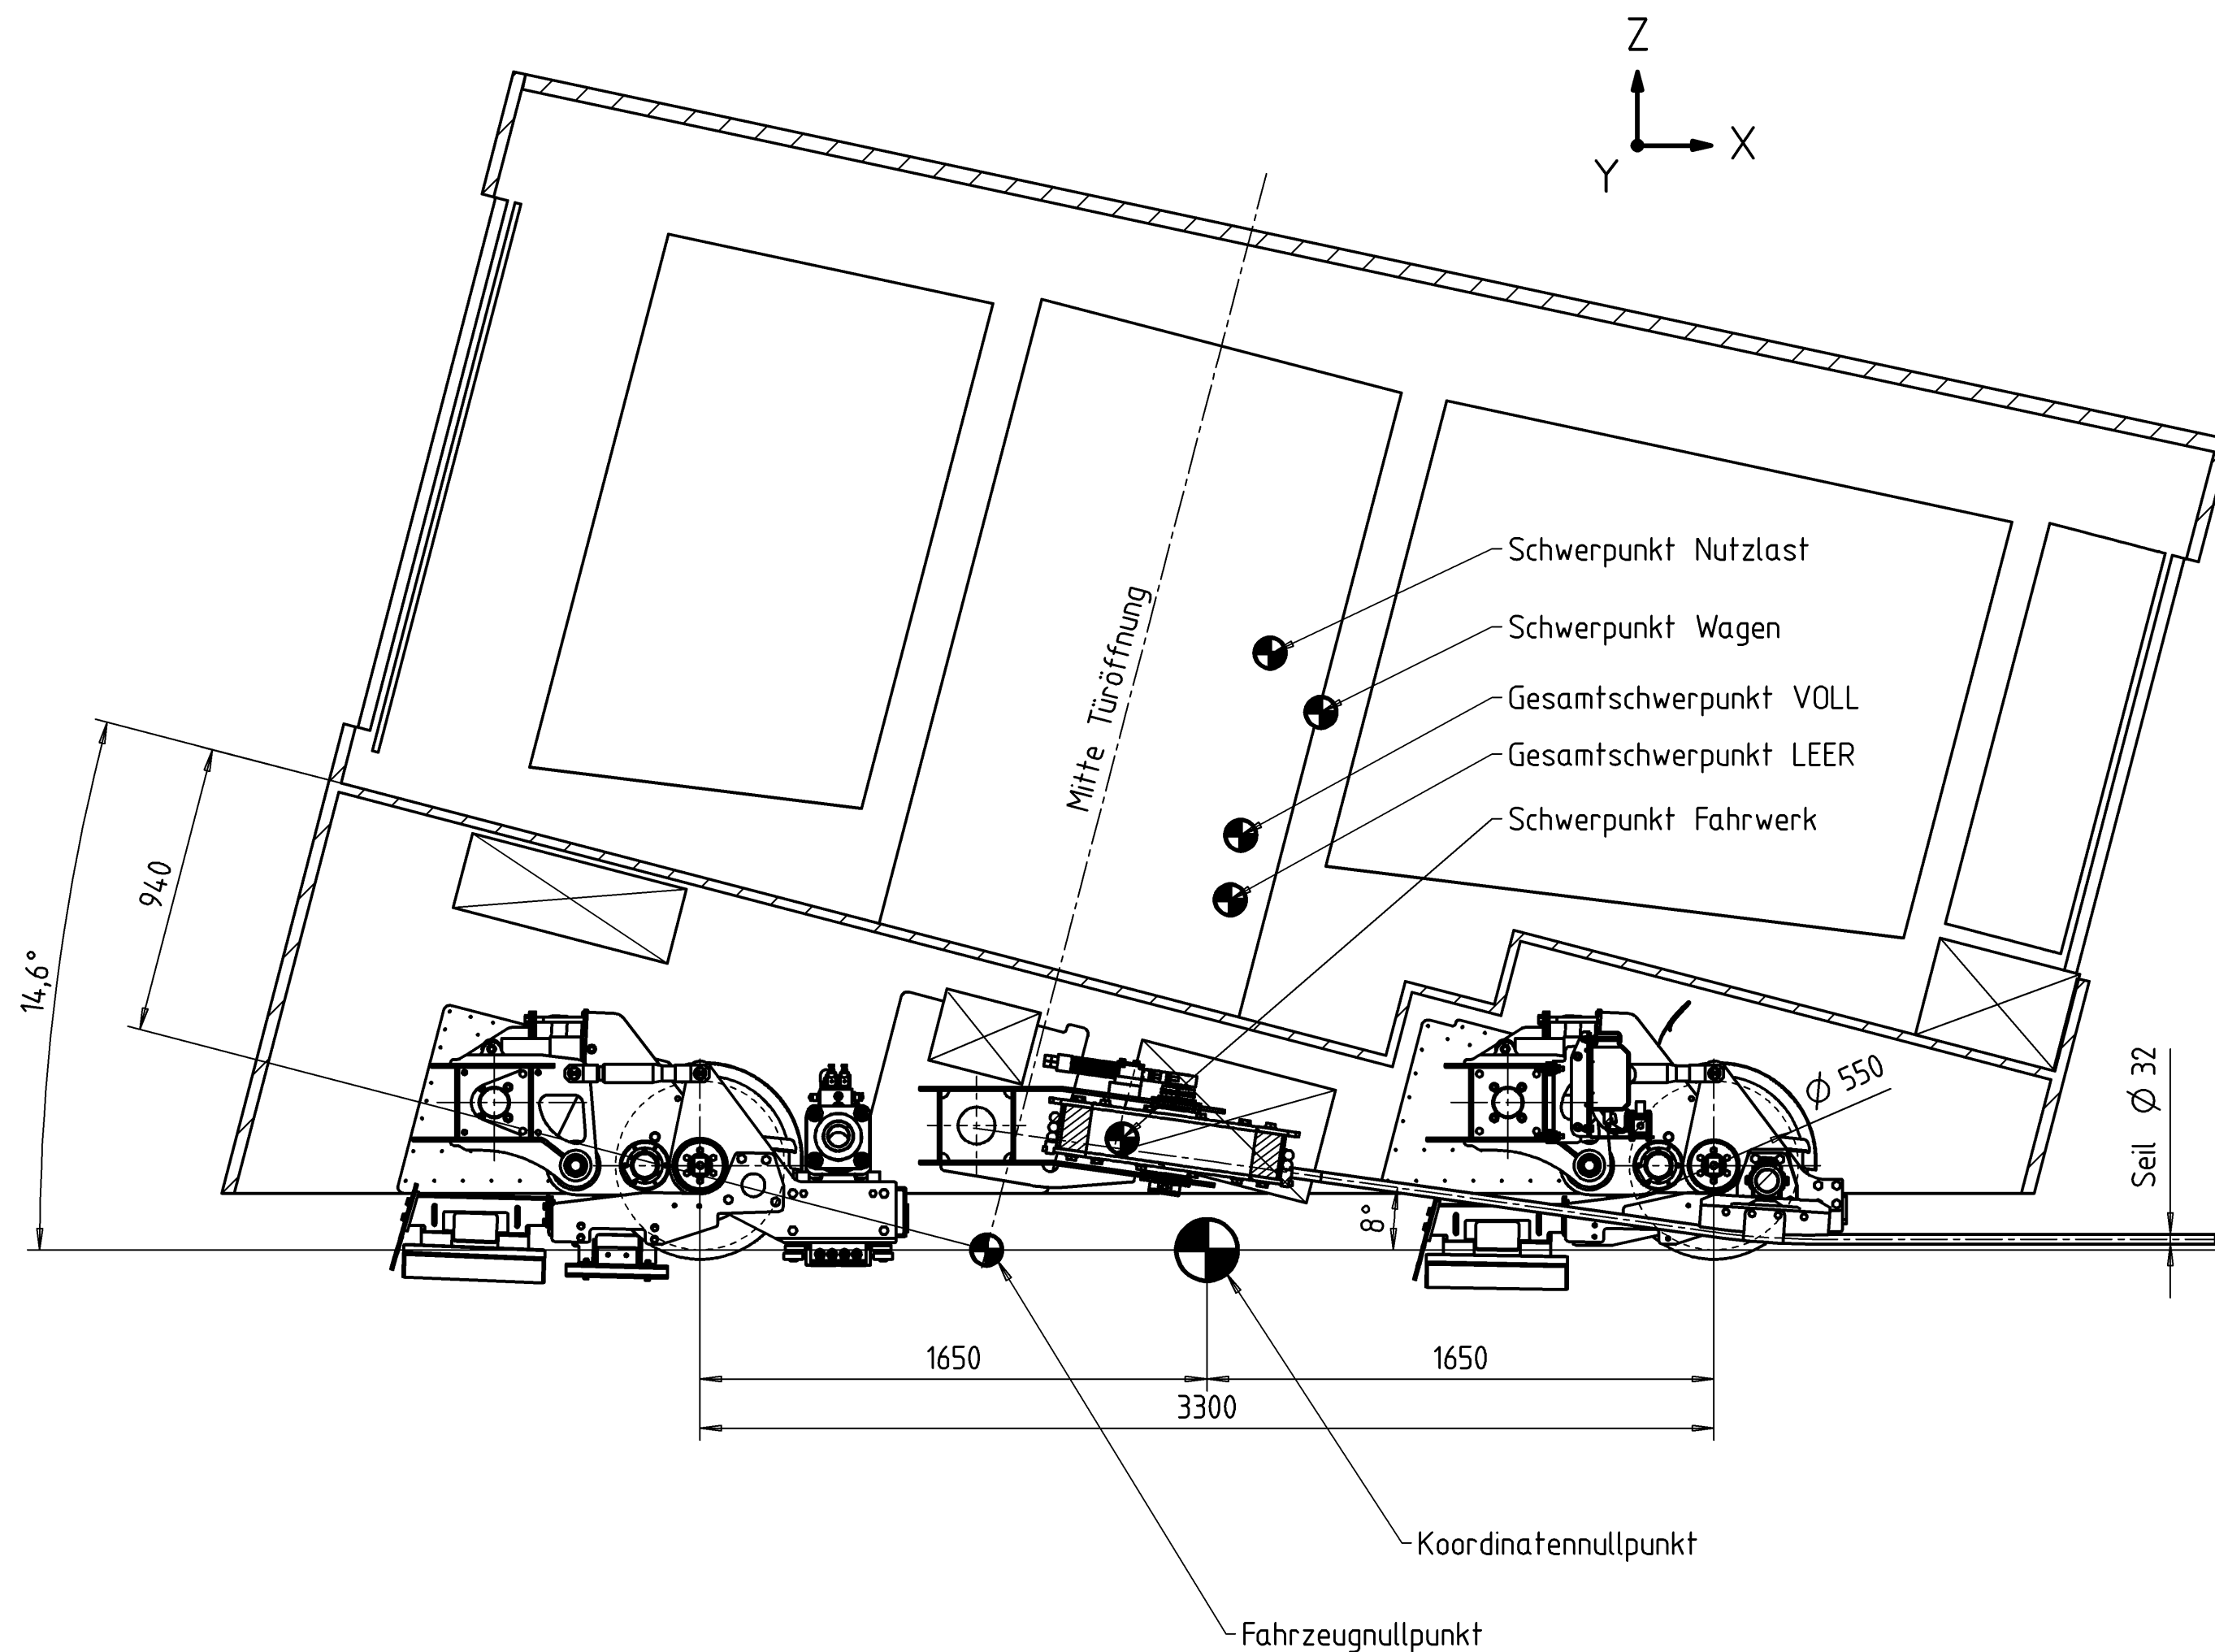 Z
X
Y
Schwerpunkt Nutzlast
Schwerpunkt Wagen
Gesamtschwerpunkt VOLL
Gesamtschwerpunkt LEER
Schwerpunkt Fahrwerk
Mitte Türöffnung
940
14,6°
Ø 550
Seil Ø 32
8°
1650
1650
3300
Koordinatennullpunkt
Fahrzeugnullpunkt